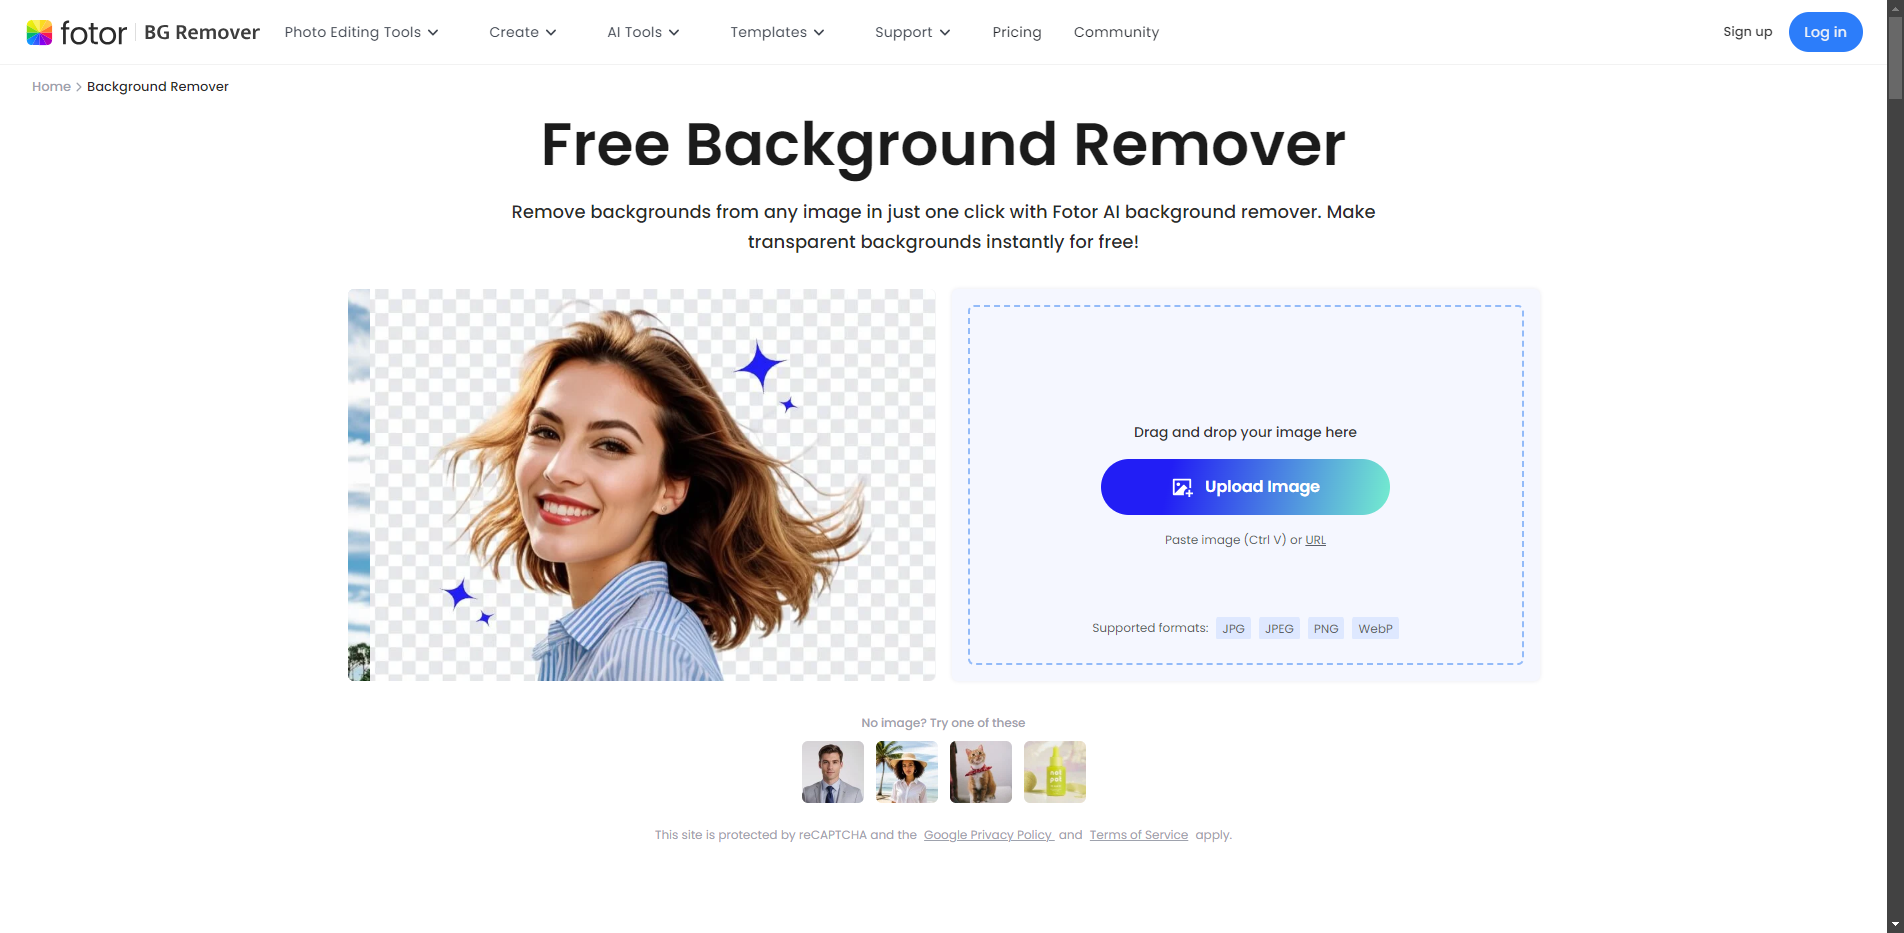 fotor BG Remover Photo Editing Tools Create AI Tools Templates Support Pricing Community Sign up Log in
Home > Background Remover
Free Background Remover
Remove backgrounds from any image in just one click with Fotor AI background remover. Make
transparent backgrounds instantly for free!
Drag and drop your image here
Upload Image
Paste image (Ctrl V) or URL
Supported formats: JPG JPEG PNG WebP
No image? Try one of these
not
pot
This site is protected by reCAPTCHA and the Google Privacy Policy and Terms of Service apply.